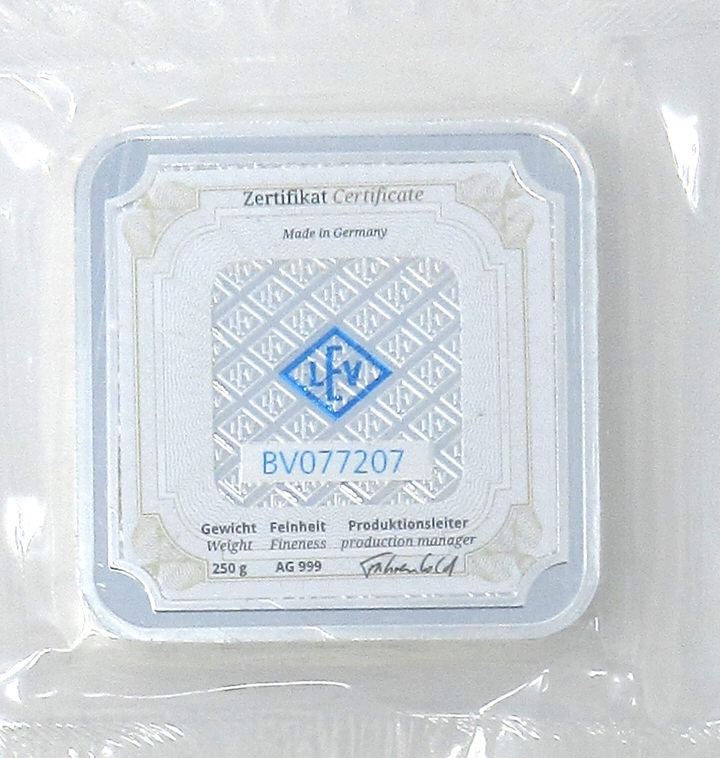 Zertifikat Certificate
Made in Germany
LEV
BV077207
Gewicht Feinheit Produktionsleiter
Weight Fineness production manager
250 g AG 999